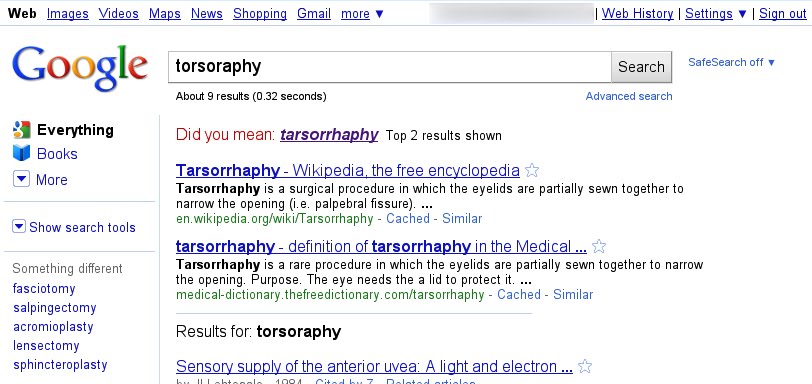 Web Images Videos Maps News Shopping Gmail more ▼ | Web History | Settings ▼ | Sign out
Google
torsoraphy Search SafeSearch off ▼
About 9 results (0.32 seconds) Advanced search
Everything
Books
More
Show search tools
Something different
fasciotomy
salpingectomy
acromioplasty
lensectomy
sphincteroplasty
Did you mean: tarsorrhaphy Top 2 results shown
Tarsorrhaphy - Wikipedia, the free encyclopedia
Tarsorrhaphy is a surgical procedure in which the eyelids are partially sewn together to
narrow the opening (i.e. palpebral fissure). ...
en.wikipedia.org/wiki/Tarsorrhaphy - Cached - Similar
tarsorrhaphy - definition of tarsorrhaphy in the Medical ...
Tarsorrhaphy is a rare procedure in which the eyelids are partially sewn together to narrow
the opening. Purpose. The eye needs the a lid to protect it. ...
medical-dictionary.thefreedictionary.com/tarsorrhaphy - Cached - Similar
Results for: torsoraphy
Sensory supply of the anterior uvea: A light and electron ...